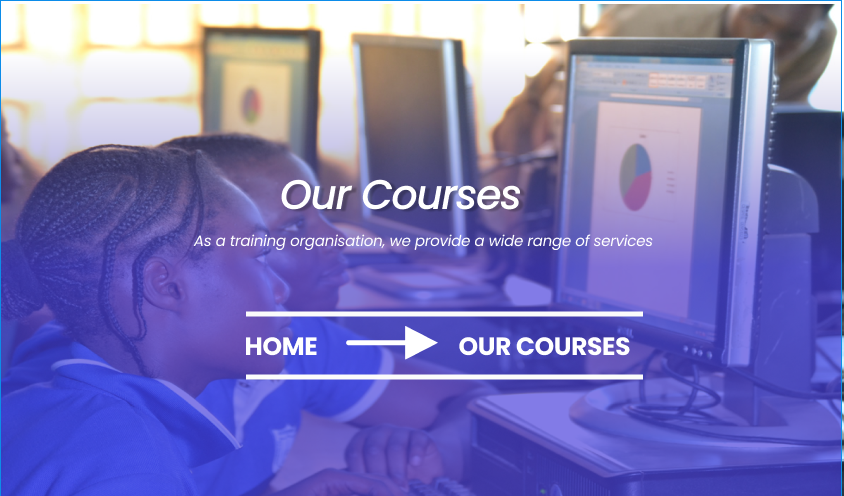 Our Courses
As a training organisation, we provide a wide range of services
HOME OUR COURSES